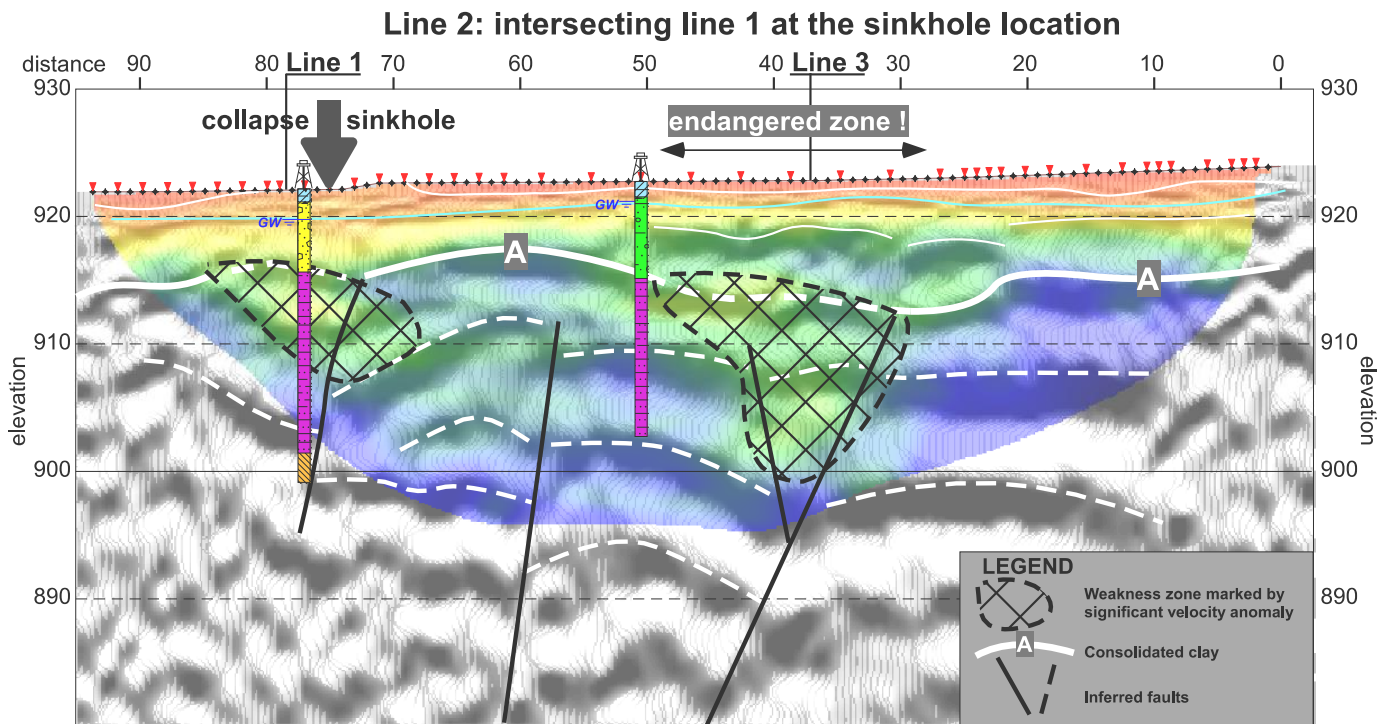 Line 2: intersecting line 1 at the sinkhole location
distance 90 80 Line 1 70 60 50 40 Line 3 30 20 10 0
930 930
collapse sinkhole endangered zone !
920 GW GW 920
A A
910 910
elevation elevation
900 900
890 890
LEGEND
Weakness zone marked by
significant velocity anomaly
A Consolidated clay
Inferred faults